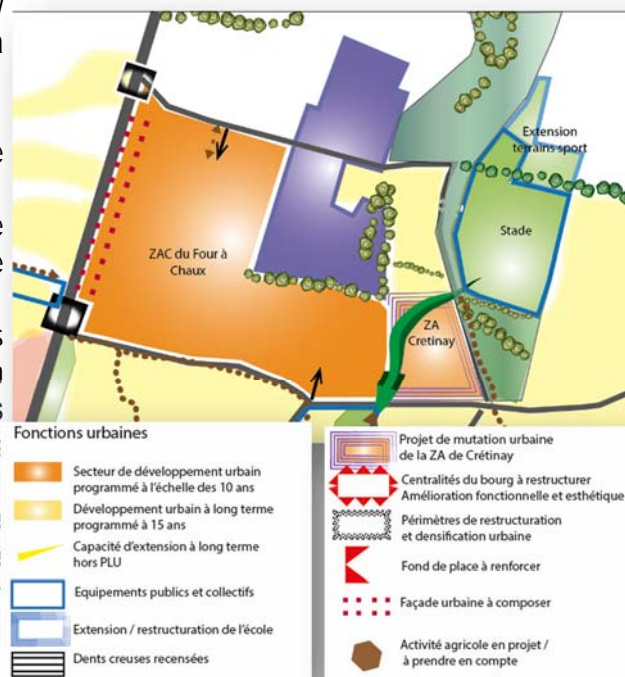 Extension
terrains sport
Stade
ZAC du Four à
Chaux
ZA
Cretinay
Fonctions urbaines
Secteur de développement urbain
programmé à l'échelle des 10 ans
Développement urbain à long terme
programmé à 15 ans
Capacité d'extension à long terme
hors PLU
Equipements publics et collectifs
Extension / restructuration de l'école
Dents creuses recensées
Projet de mutation urbaine
de la ZA de Crétinay
Centralités du bourg à restructurer
Amélioration fonctionnelle et esthétique
Périmètres de restructuration
et densification urbaine
Fond de place à renforcer
Façade urbaine à composer
Activité agricole en projet /
à prendre en compte